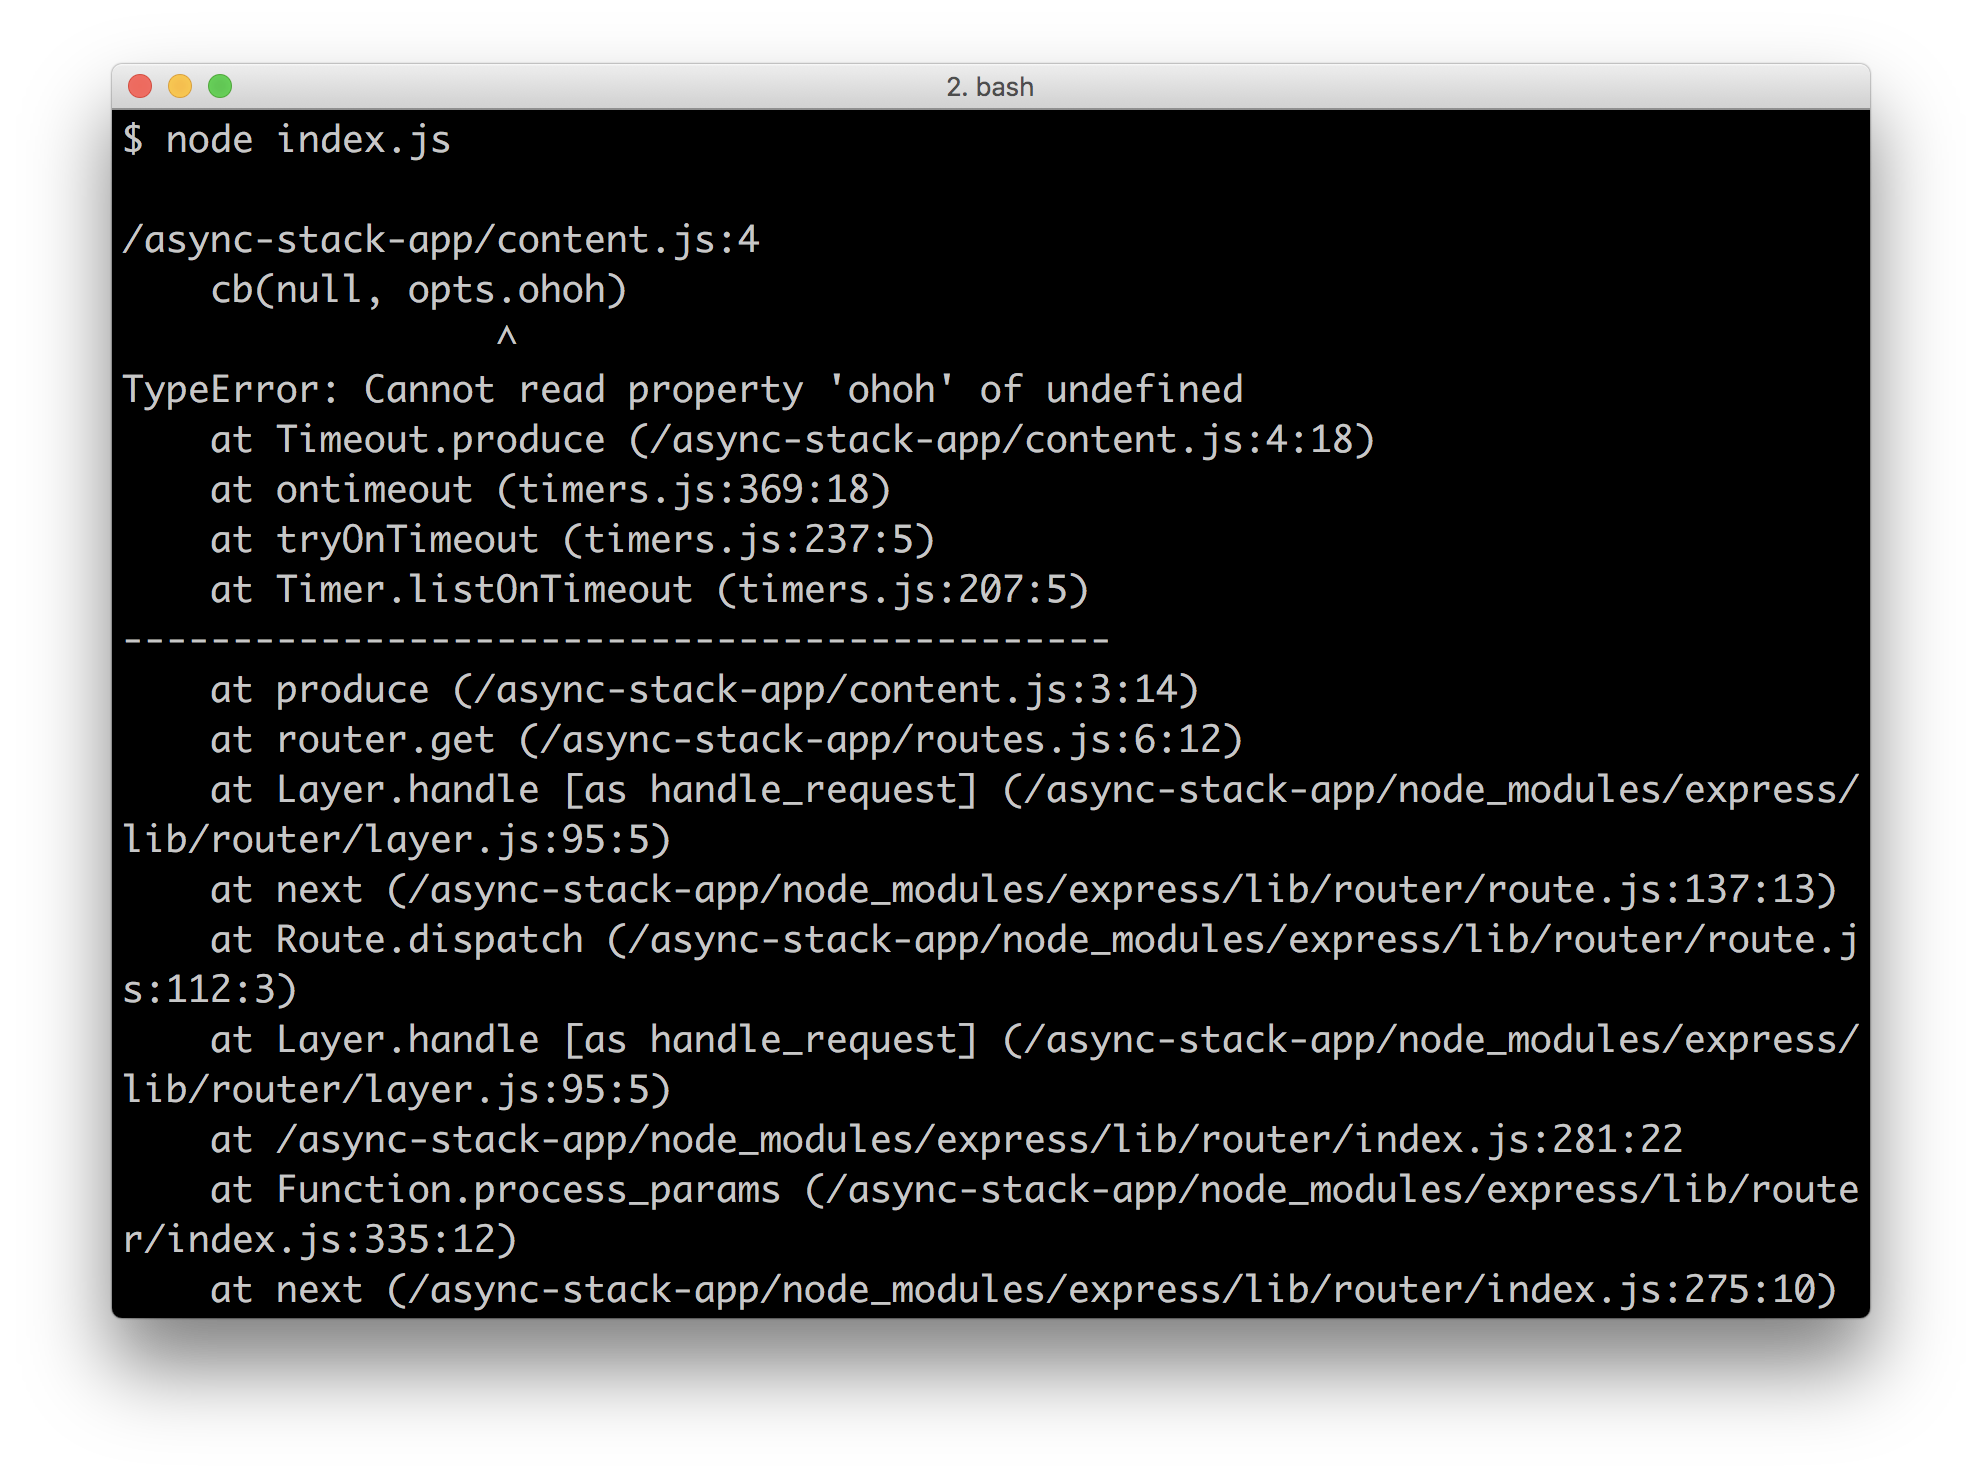 2. bash
$ node index.js
/async-stack-app/content.js:4
    cb(null, opts.ohoh)
                 ^
TypeError: Cannot read property 'ohoh' of undefined
    at Timeout.produce (/async-stack-app/content.js:4:18)
    at ontimeout (timers.js:369:18)
    at tryOnTimeout (timers.js:237:5)
    at Timer.listOnTimeout (timers.js:207:5)
---------------------------------------------
    at produce (/async-stack-app/content.js:3:14)
    at router.get (/async-stack-app/routes.js:6:12)
    at Layer.handle [as handle_request] (/async-stack-app/node_modules/express/
lib/router/layer.js:95:5)
    at next (/async-stack-app/node_modules/express/lib/router/route.js:137:13)
    at Route.dispatch (/async-stack-app/node_modules/express/lib/router/route.j
s:112:3)
    at Layer.handle [as handle_request] (/async-stack-app/node_modules/express/
lib/router/layer.js:95:5)
    at /async-stack-app/node_modules/express/lib/router/index.js:281:22
    at Function.process_params (/async-stack-app/node_modules/express/lib/route
r/index.js:335:12)
    at next (/async-stack-app/node_modules/express/lib/router/index.js:275:10)